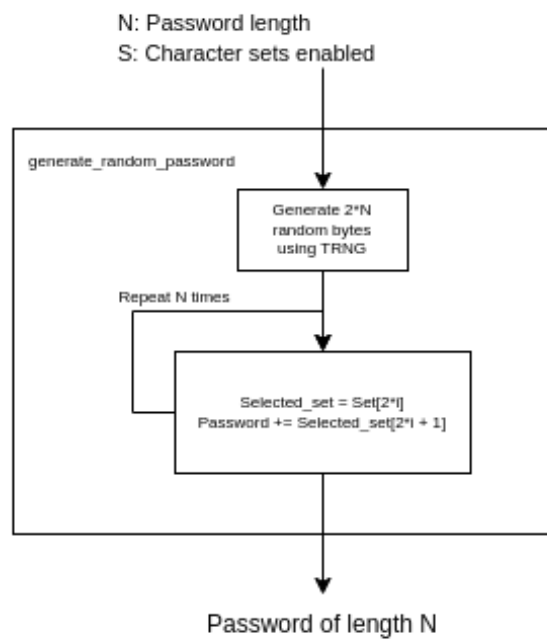 N: Password length
S: Character sets enabled
generate_random_password
Generate 2*N
random bytes
using TRNG
Repeat N times
Selected_set = Set[2*i]
Password += Selected_set[2*i + 1]
Password of length N